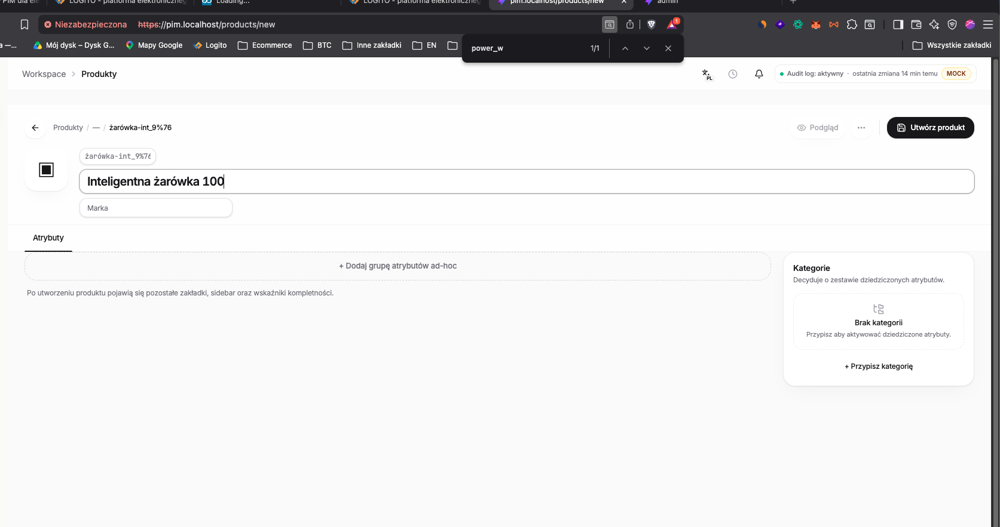 PIM dla
LOGITO - platforma elektroniczneg
Loading...
LOGITO - platforma elektroniczneg
pim.localhost/products/new
admin
Niezabezpieczona
https://pim.localhost/products/new
1
a —...
Mój dysk – Dysk G...
Mapy Google
Logito
Ecommerce
BTC
Inne zakładki
EN
Wszystkie zakładki
power_w
1/1
Workspace > Produkty
PL
Audit log: aktywny · ostatnia zmiana 14 min temu MOCK
Produkty / — / żarówka-int_9%76
Podgląd
Utwórz produkt
żarówka-int_9%76
Inteligentna żarówka 100
Marka
Atrybuty
+ Dodaj grupę atrybutów ad-hoc
Po utworzeniu produktu pojawią się pozostałe zakładki, sidebar oraz wskaźniki kompletności.
Kategorie
Decyduje o zestawie dziedziczonych atrybutów.
Brak kategorii
Przypisz aby aktywować dziedziczone atrybuty.
+ Przypisz kategorię